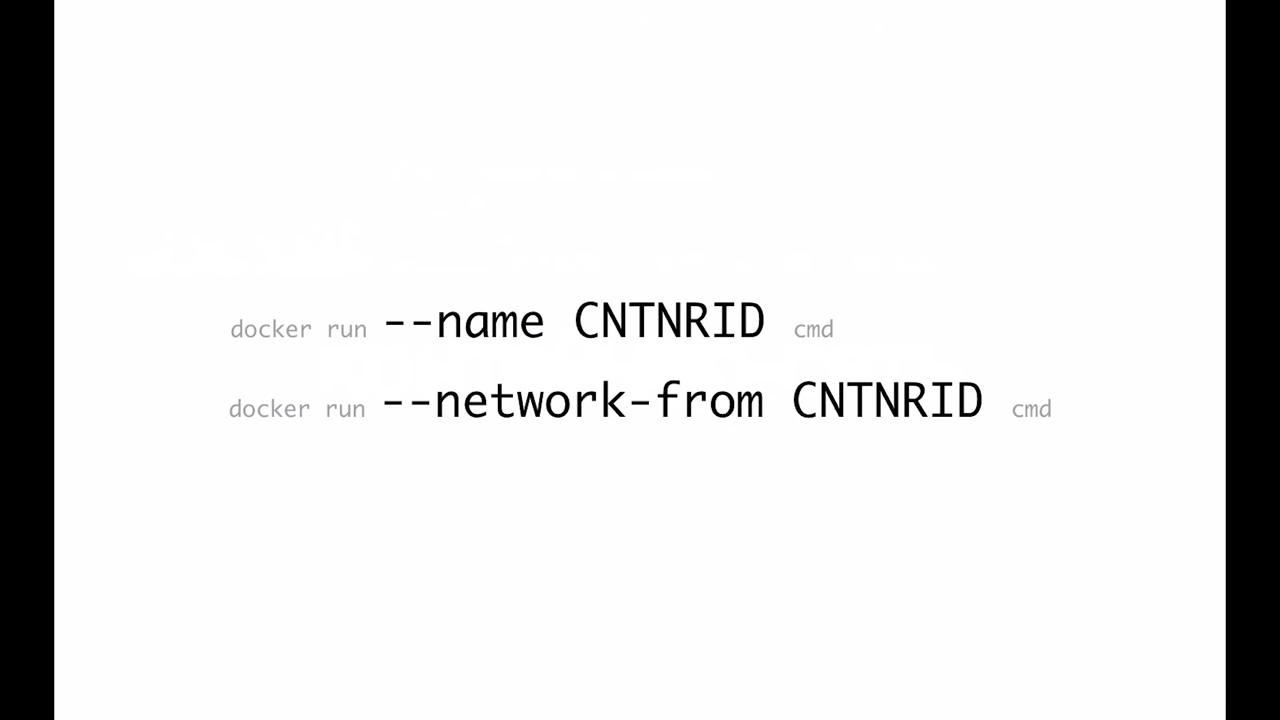 docker run --name CNTNRID cmd
docker run --network-from CNTNRID cmd